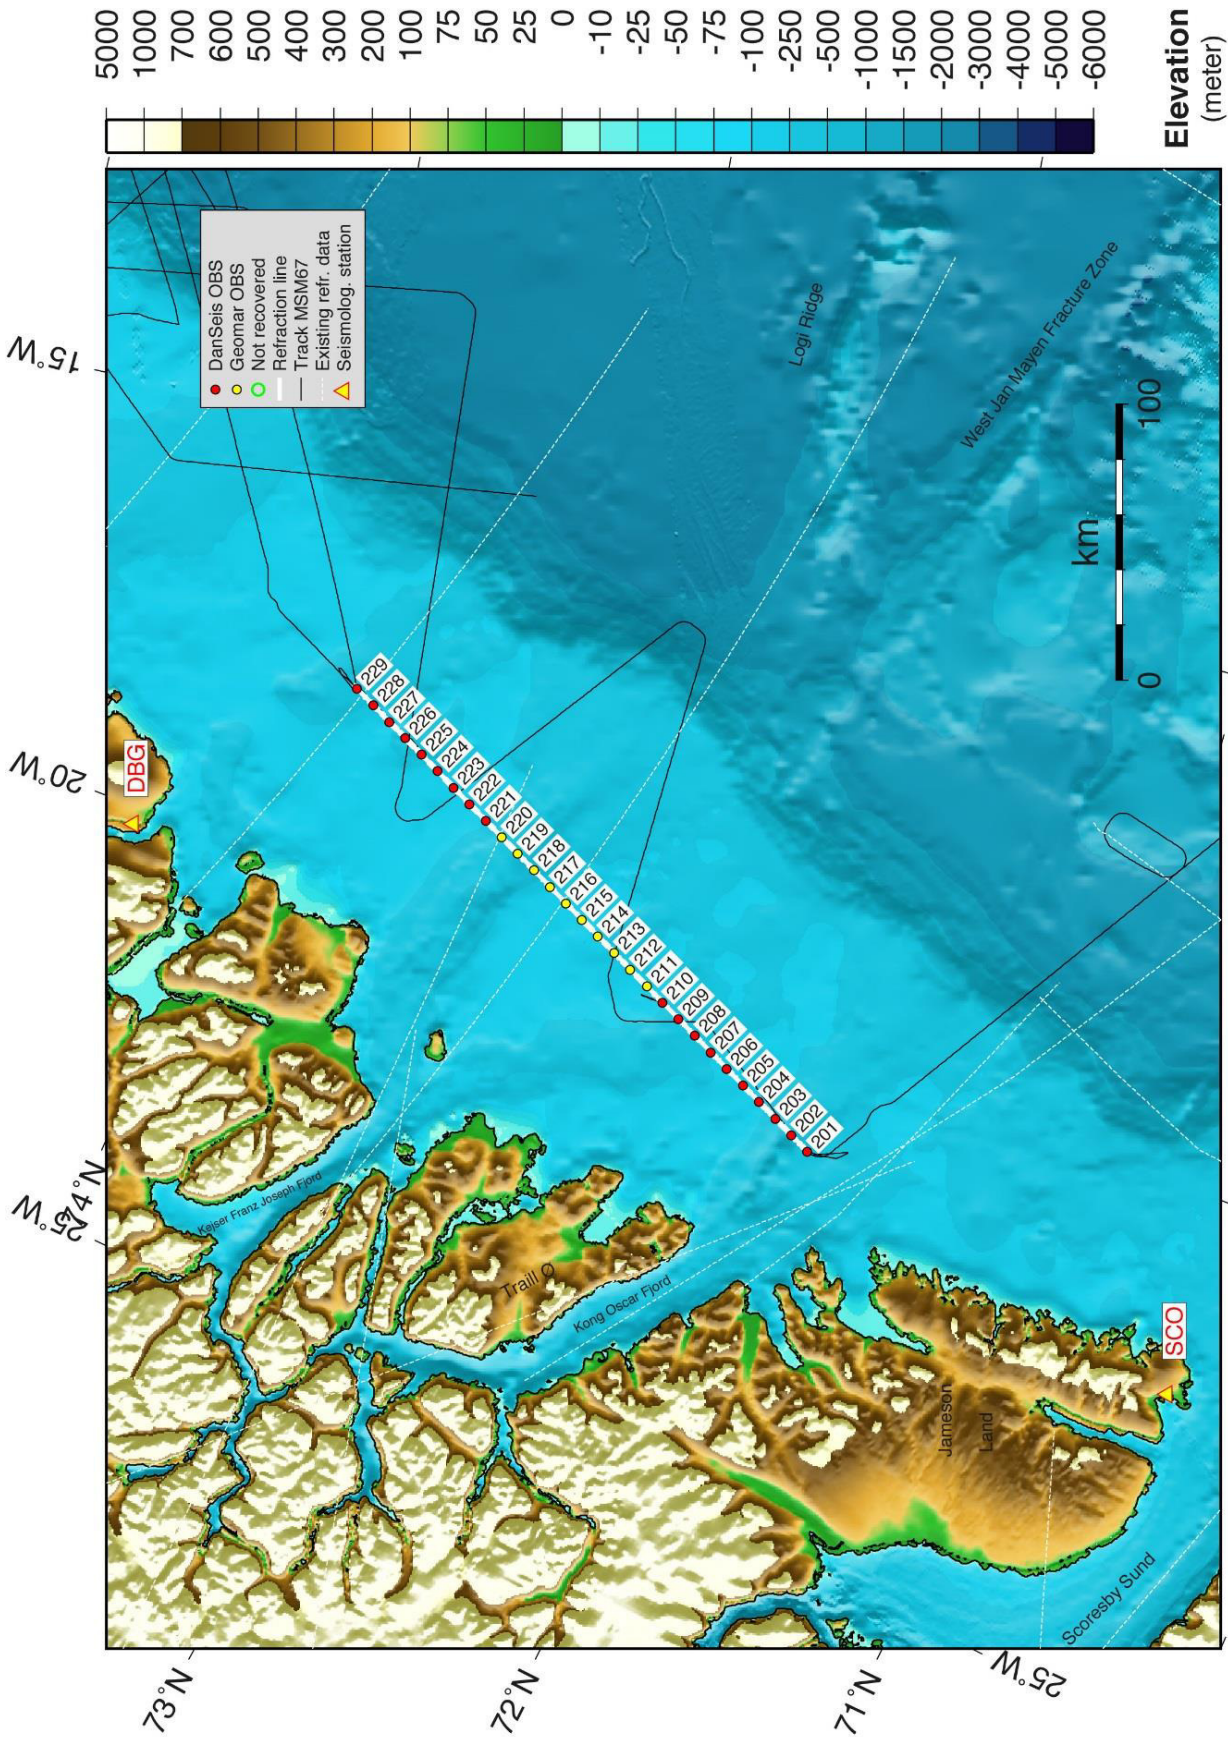 5000
1000
700
600
500
400
200
100
75
50
25
0
-10
-25
-50
-75
-100
-250
-500
-1000
-1500
-2000
-3000
-4000
-5000
-6000
Elevation
(meter)
DanSeis OBS
Geomar OBS
Not recovered
Refraction line
Track MSM67
Existing refr. data
Seismolog. station
15°W
20°W
25°W
74°N
73°N
72°N
71°N
25°W
DBG
SCO
Logi Ridge
West Jan Mayen Fracture Zone
Kejser Franz Joseph Fjord
Traill Ø
Kong Oscar Fjord
Jameson
Land
Scoresby Sund
km
0
100
229
228
227
226
225
224
223
222
221
220
219
218
217
216
215
214
213
212
211
210
209
208
207
206
205
204
203
202
201